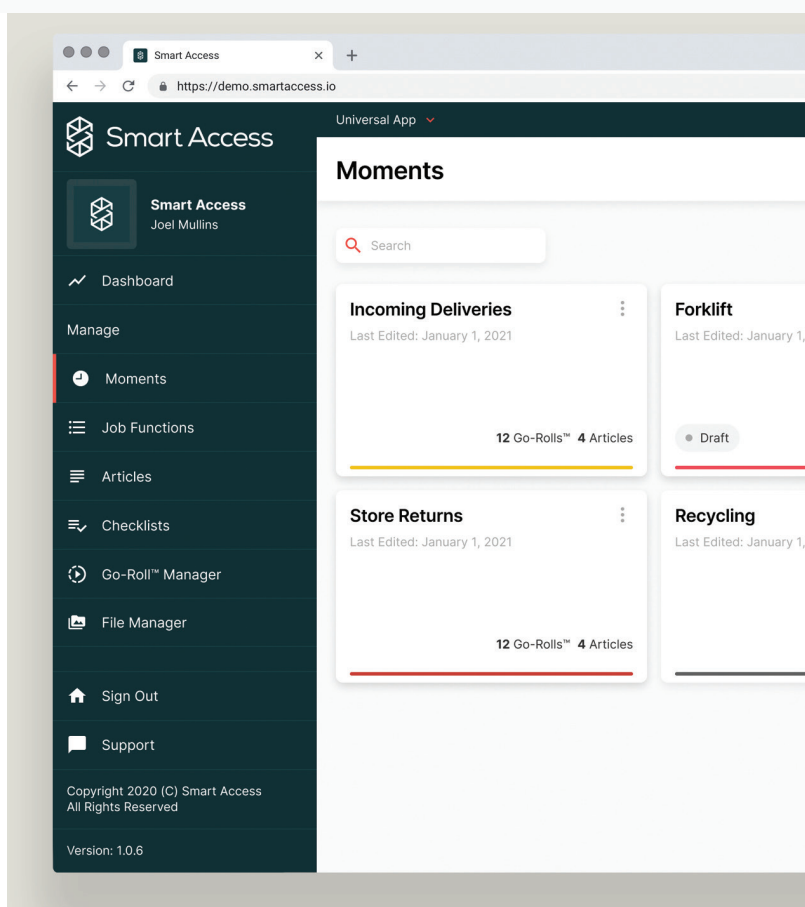 Smart Access
https://demo.smartaccess.io
Smart Access
Universal App
Smart Access
Joel Mullins
Moments
Search
Dashboard
Manage
Moments
Job Functions
Articles
Checklists
Go-Roll™ Manager
File Manager
Sign Out
Support
Copyright 2020 (C) Smart Access
All Rights Reserved
Version: 1.0.6
Incoming Deliveries
Last Edited: January 1, 2021
12 Go-Rolls™ 4 Articles
Forklift
Last Edited: January 1,
Draft
Store Returns
Last Edited: January 1, 2021
12 Go-Rolls™ 4 Articles
Recycling
Last Edited: January 1,